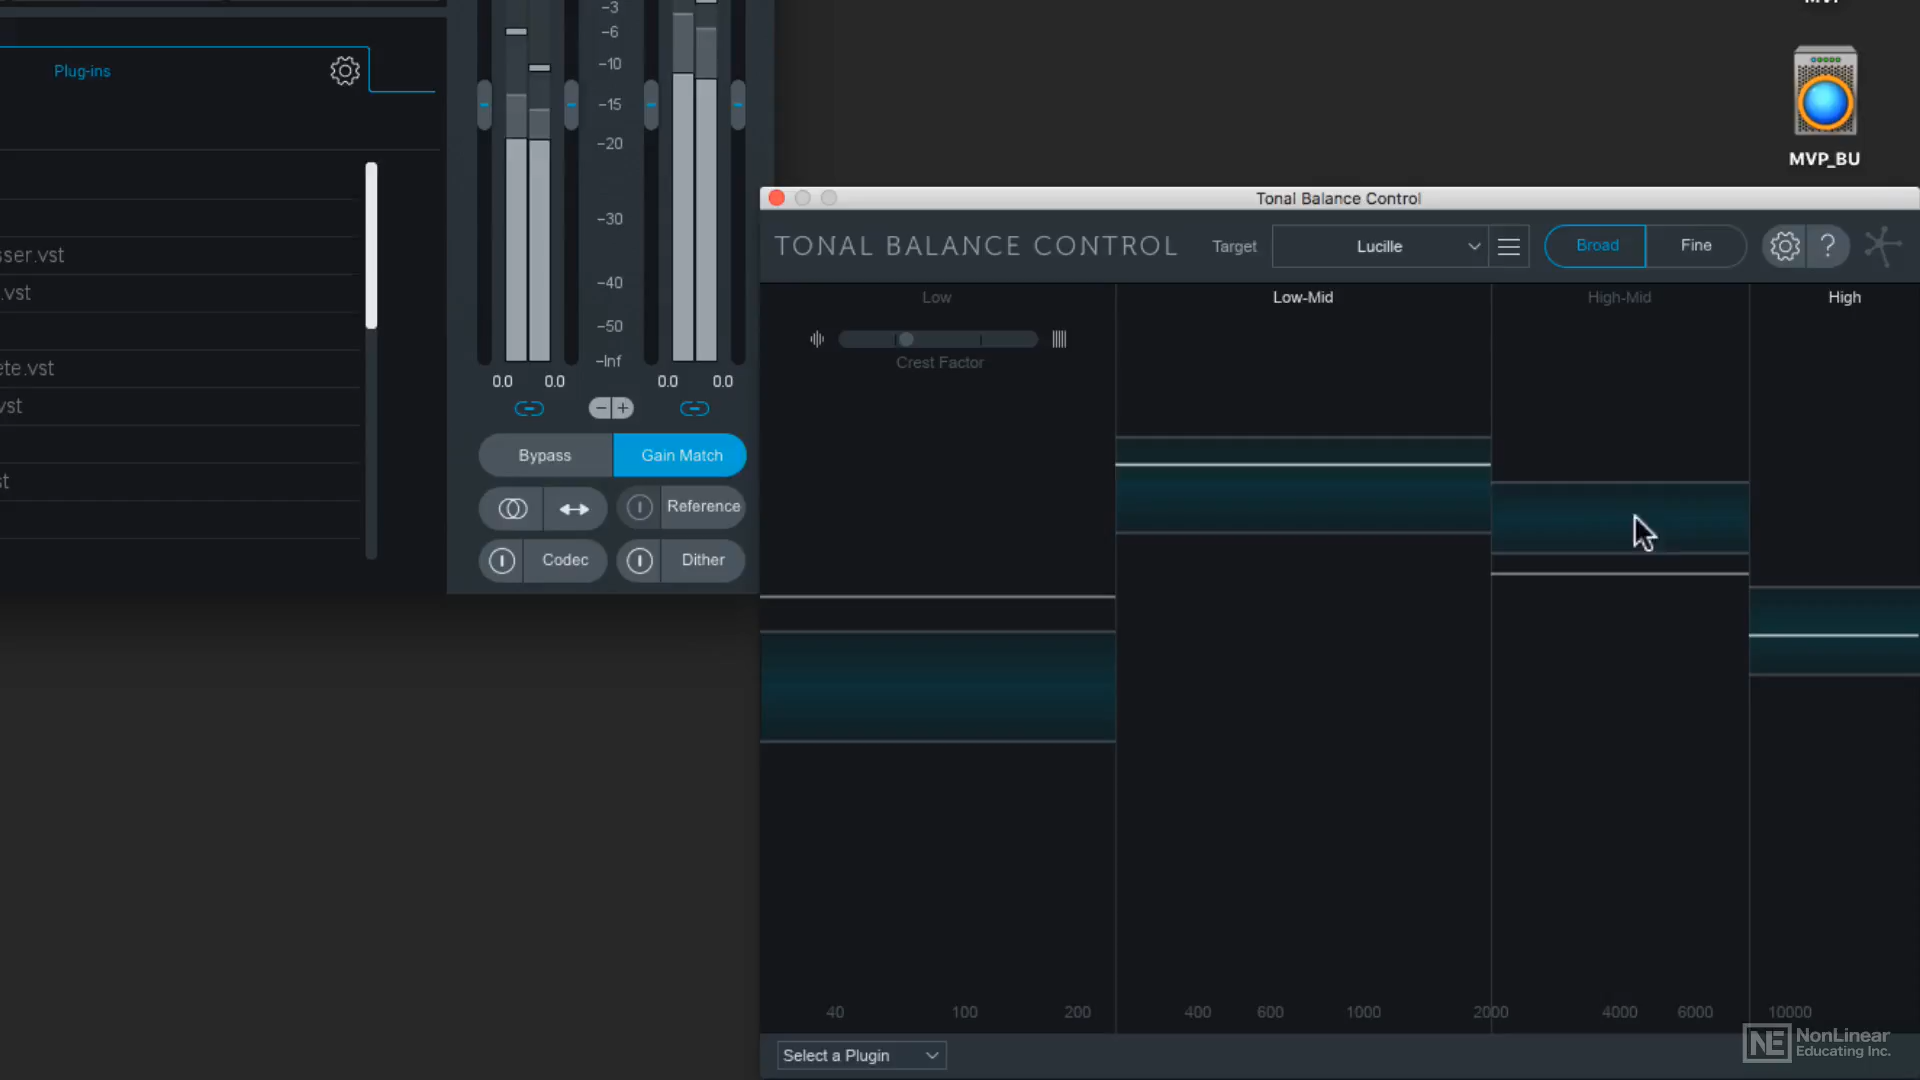 MVP
Plug-ins
sser.vst
.vst
ete.vst
vst
st
-3
-6
-10
-15
-20
-30
-40
-50
-Inf
0.0 0.0 0.0 0.0
Bypass Gain Match
Reference
Codec Dither
MVP_BU
Tonal Balance Control
TONAL BALANCE CONTROL Target Lucille Broad Fine ?
Low Low-Mid High-Mid High
Crest Factor
40 100 200 400 600 1000 2000 4000 6000 10000
Select a Plugin
NE NonLinear
Educating Inc.